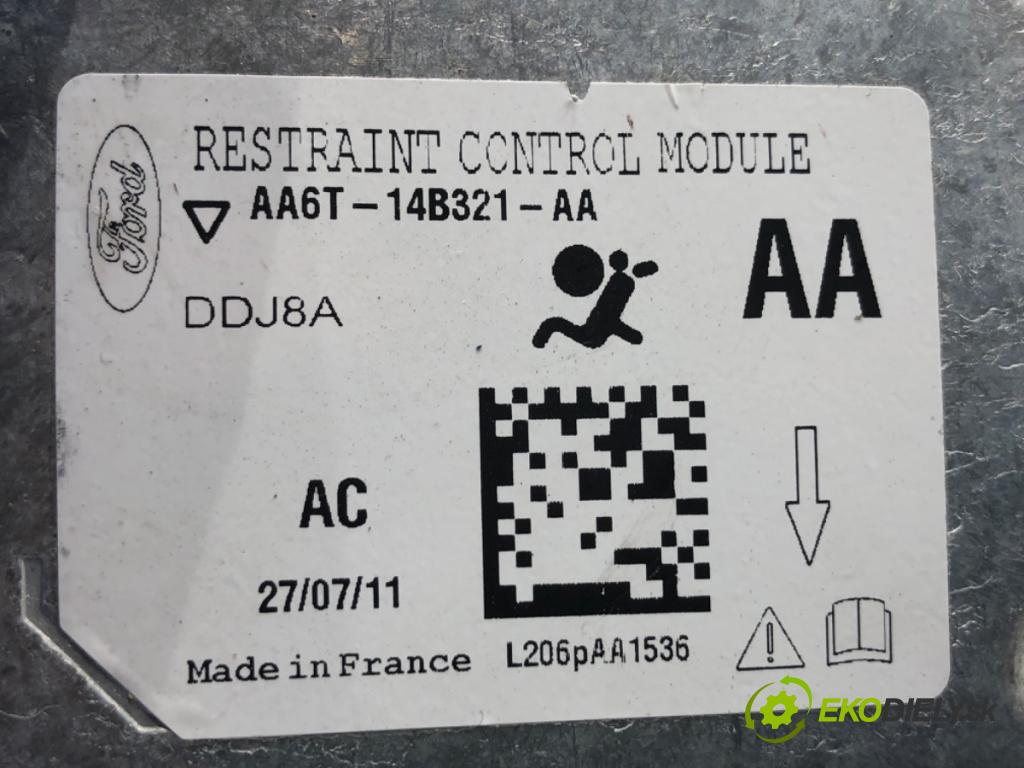 Ford
RESTRAINT CONTROL MODULE
AA6T-14B321-AA
AA
DDJ8A
AC
27/07/11
Made in France
L206pAA1536
EKODIELY.SK